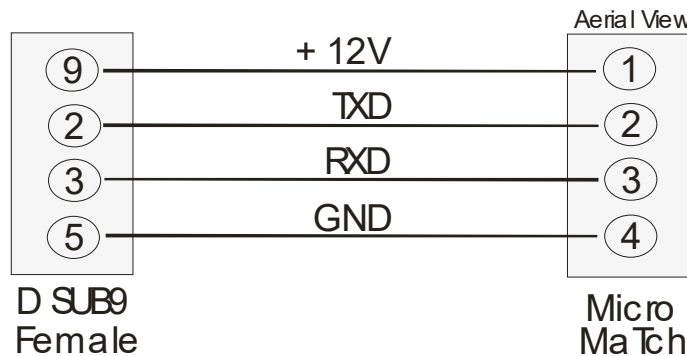 Aerial View
9 + 12V 1
2 TXD 2
3 RXD 3
5 GND 4
D SUB9
Female
Micro
MaTch